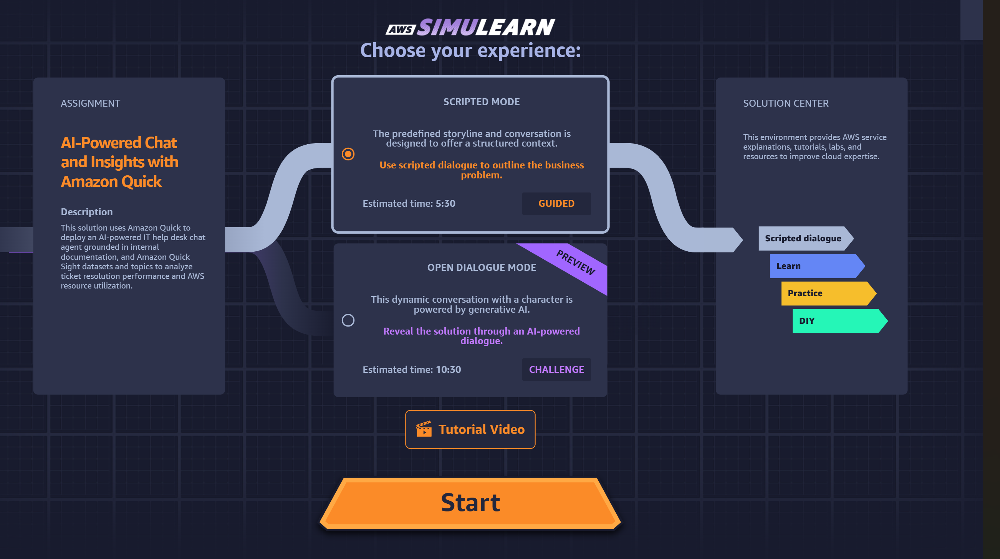 AWS SIMULEARN
Choose your experience:
ASSIGNMENT
AI-Powered Chat
and Insights with
Amazon Quick
Description
This solution uses Amazon Quick to
deploy an AI-powered IT help desk chat
agent grounded in internal
documentation, and Amazon Quick
Sight datasets and topics to analyze
ticket resolution performance and AWS
resource utilization.
SCRIPTED MODE
The predefined storyline and conversation is
designed to offer a structured context.
Use scripted dialogue to outline the business
problem.
Estimated time: 5:30
GUIDED
OPEN DIALOGUE MODE
PREVIEW
This dynamic conversation with a character is
powered by generative AI.
Reveal the solution through an AI-powered
dialogue.
Estimated time: 10:30
CHALLENGE
SOLUTION CENTER
This environment provides AWS service
explanations, tutorials, labs, and
resources to improve cloud expertise.
Scripted dialogue
Learn
Practice
DIY
Tutorial Video
Start